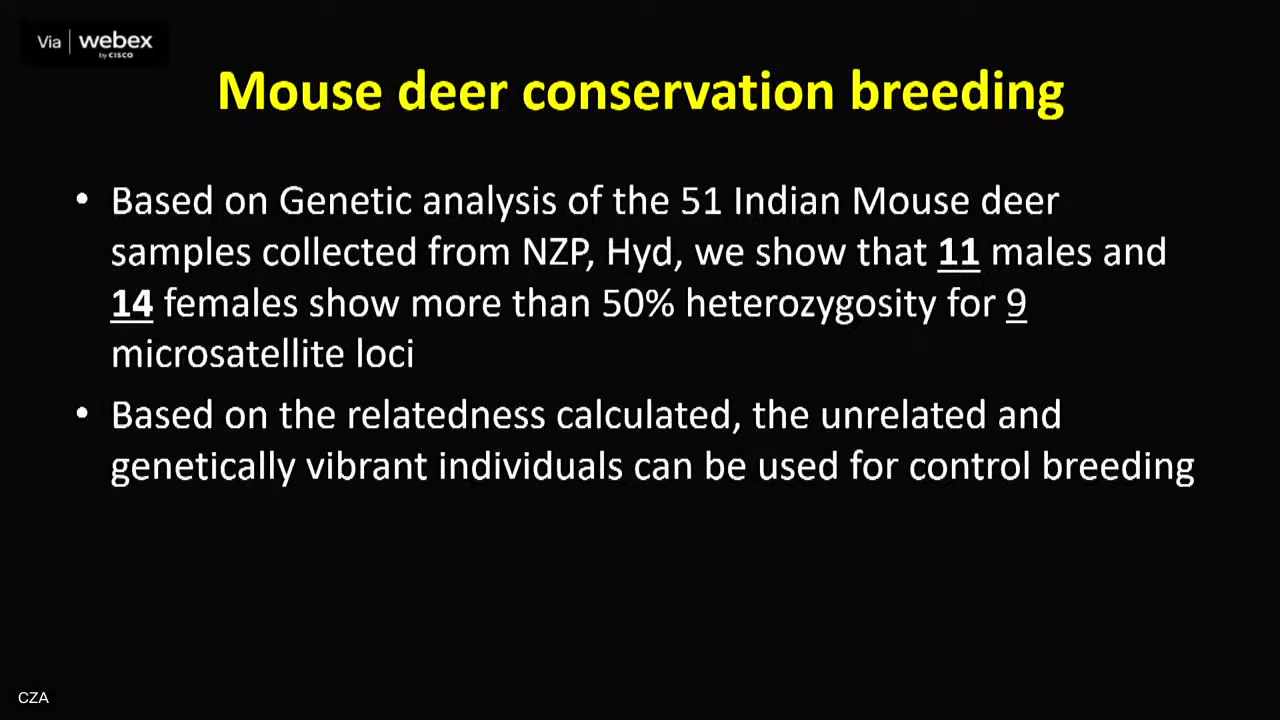 Via webex
by CISCO
Mouse deer conservation breeding
• Based on Genetic analysis of the 51 Indian Mouse deer
samples collected from NZP, Hyd, we show that 11 males and
14 females show more than 50% heterozygosity for 9
microsatellite loci
• Based on the relatedness calculated, the unrelated and
genetically vibrant individuals can be used for control breeding
CZA